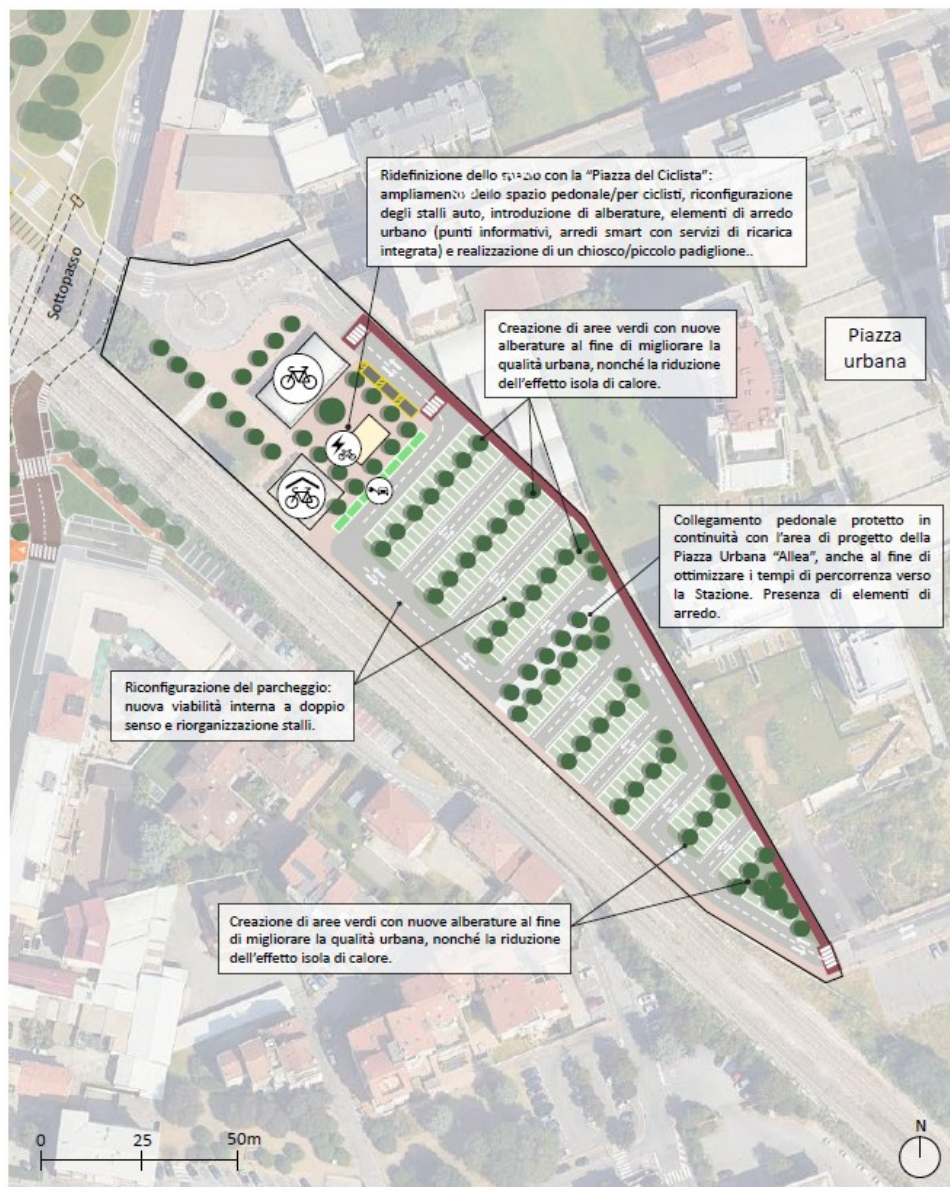 Sottopasso
Ridefinizione dello spazio con la “Piazza del Ciclista”:
ampliamento dello spazio pedonale/per ciclisti, riconfigurazione
degli stalli auto, introduzione di alberature, elementi di arredo
urbano (punti informativi, arredi smart con servizi di ricarica
integrata) e realizzazione di un chiosco/piccolo padiglione..
Creazione di aree verdi con nuove
alberature al fine di migliorare la
qualità urbana, nonché la riduzione
dell’effetto isola di calore.
Piazza
urbana
Collegamento pedonale protetto in
continuità con l’area di progetto della
Piazza Urbana “Allea”, anche al fine di
ottimizzare i tempi di percorrenza verso
la Stazione. Presenza di elementi di
arredo.
Riconfigurazione del parcheggio:
nuova viabilità interna a doppio
senso e riorganizzazione stalli.
Creazione di aree verdi con nuove alberature al fine
di migliorare la qualità urbana, nonché la riduzione
dell’effetto isola di calore.
0 25 50m
N